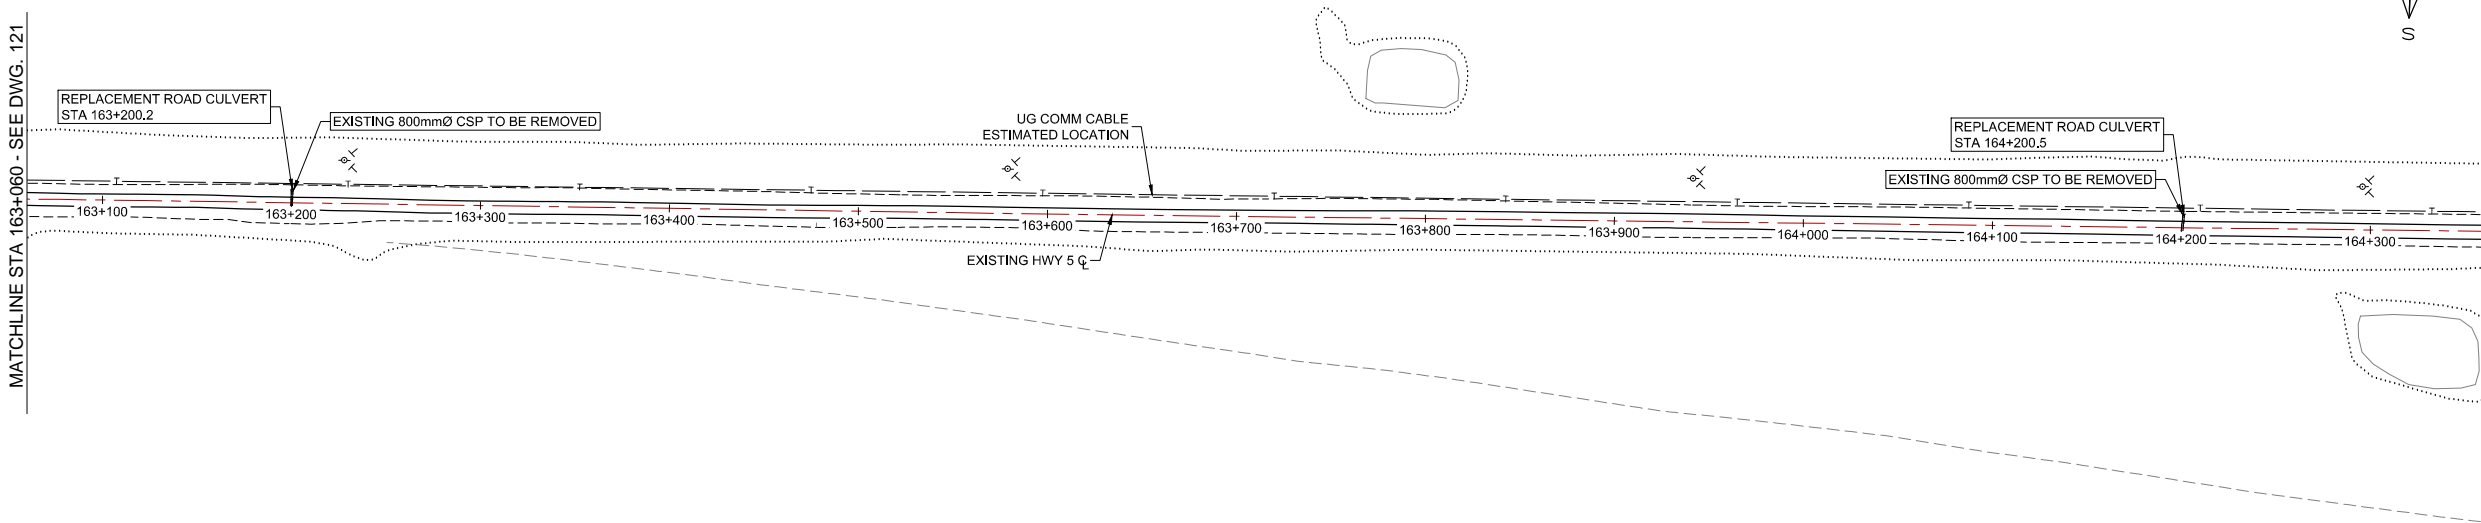 MATCHLINE STA 163+060 - SEE DWG. 121
S
REPLACEMENT ROAD CULVERT
STA 163+200.2
EXISTING 800mmØ CSP TO BE REMOVED
UG COMM CABLE
ESTIMATED LOCATION
REPLACEMENT ROAD CULVERT
STA 164+200.5
EXISTING 800mmØ CSP TO BE REMOVED
163+100
163+200
163+300
163+400
163+500
163+600
163+700
163+800
163+900
164+000
164+100
164+200
164+300
EXISTING HWY 5 ℄